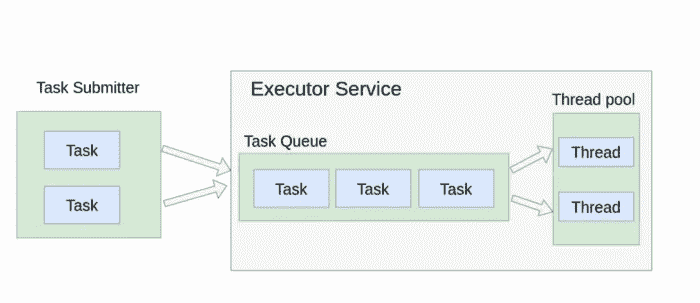 Task Submitter
Task
Task
Executor Service
Task Queue
Task Task Task
Thread pool
Thread
Thread